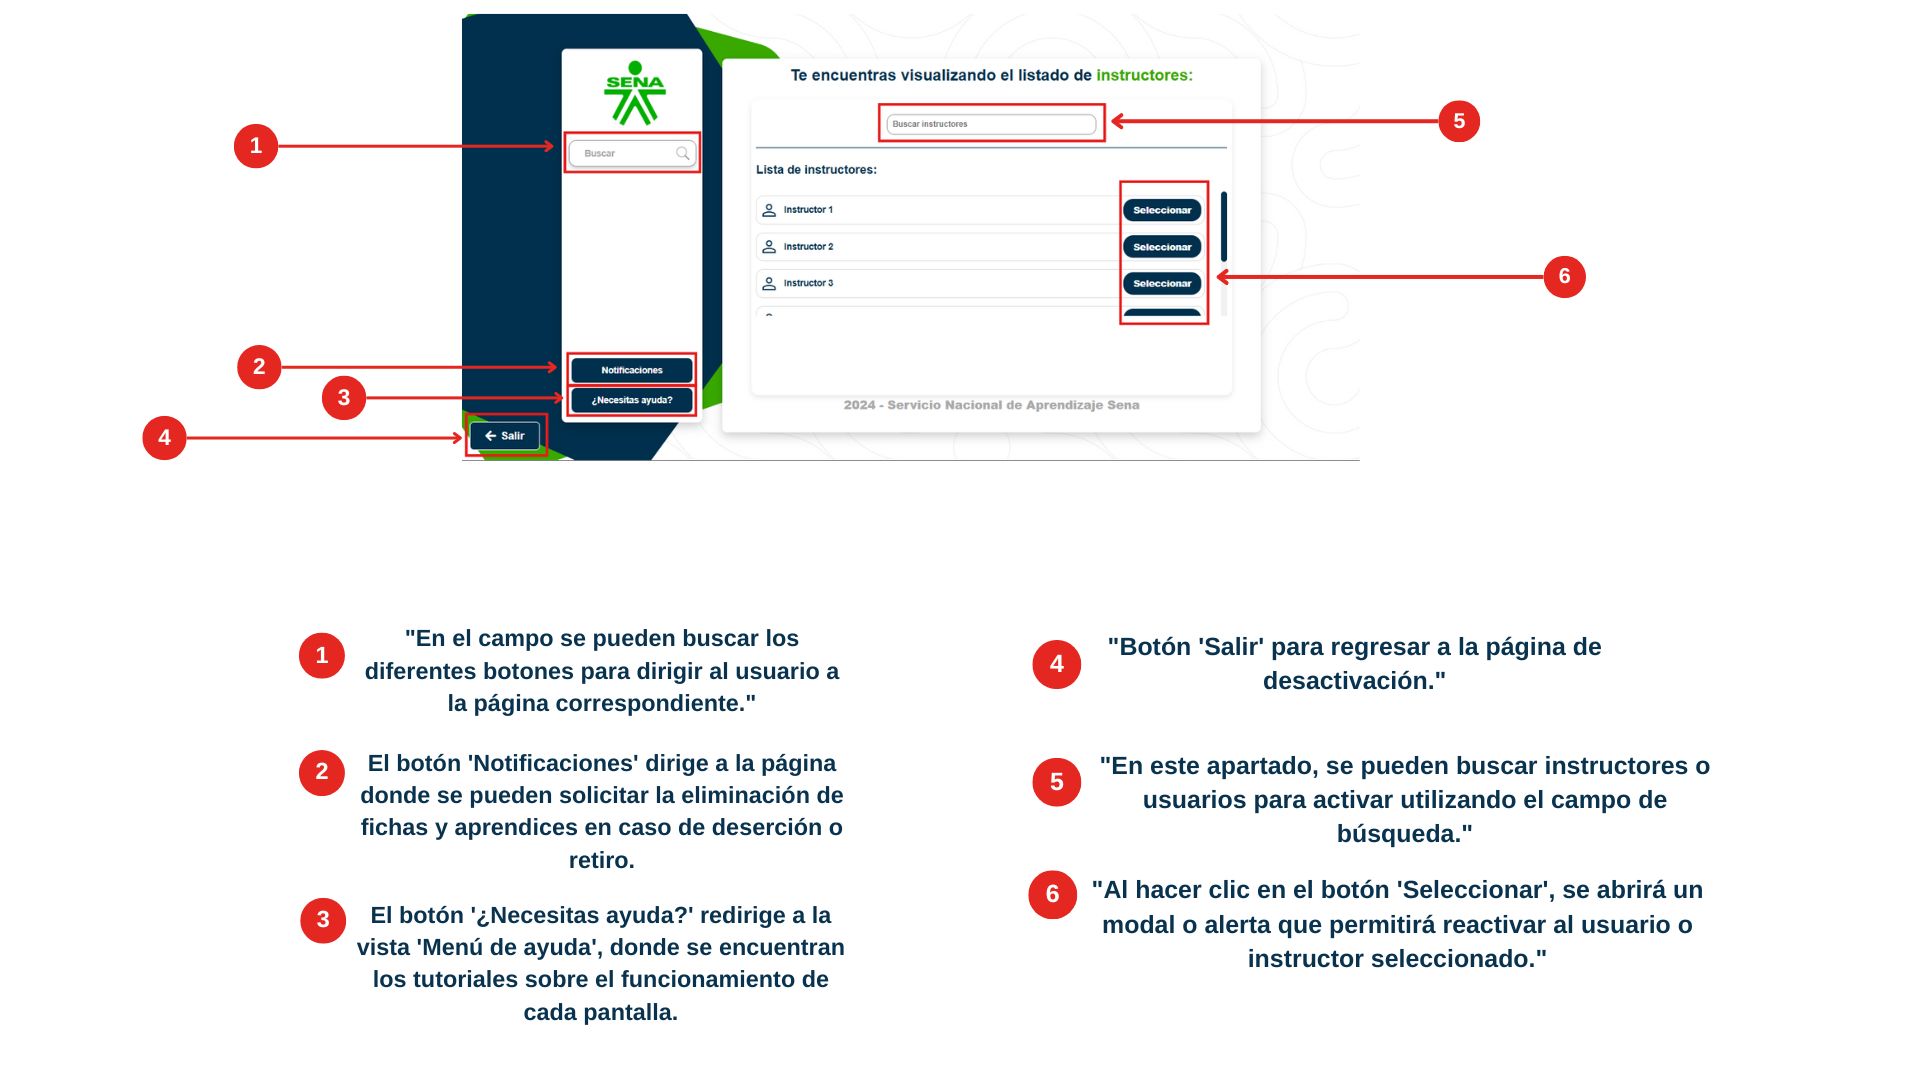 SENA
Te encuentras visualizando el listado de instructores:
1
Buscar
Buscar instructores
5
Lista de instructores:
Instructor 1
Seleccionar
Instructor 2
Seleccionar
Instructor 3
Seleccionar
6
2
Notificaciones
3
¿Necesitas ayuda?
2024 - Servicio Nacional de Aprendizaje Sena
4
Salir
1
"En el campo se pueden buscar los
diferentes botones para dirigir al usuario a
la página correspondiente."
2
El botón 'Notificaciones' dirige a la página
donde se pueden solicitar la eliminación de
fichas y aprendices en caso de deserción o
retiro.
3
El botón '¿Necesitas ayuda?' redirige a la
vista 'Menú de ayuda', donde se encuentran
los tutoriales sobre el funcionamiento de
cada pantalla.
4
"Botón 'Salir' para regresar a la página de
desactivación."
5
"En este apartado, se pueden buscar instructores o
usuarios para activar utilizando el campo de
búsqueda."
6
"Al hacer clic en el botón 'Seleccionar', se abrirá un
modal o alerta que permitirá reactivar al usuario o
instructor seleccionado."